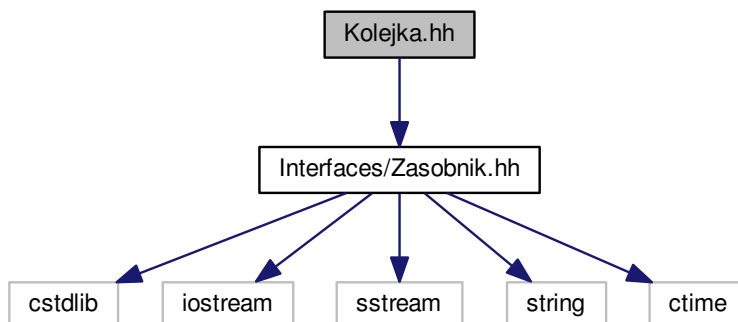 Kolejka.hh
Interfaces/Zasobnik.hh
cstdlib
iostream
sstream
string
ctime